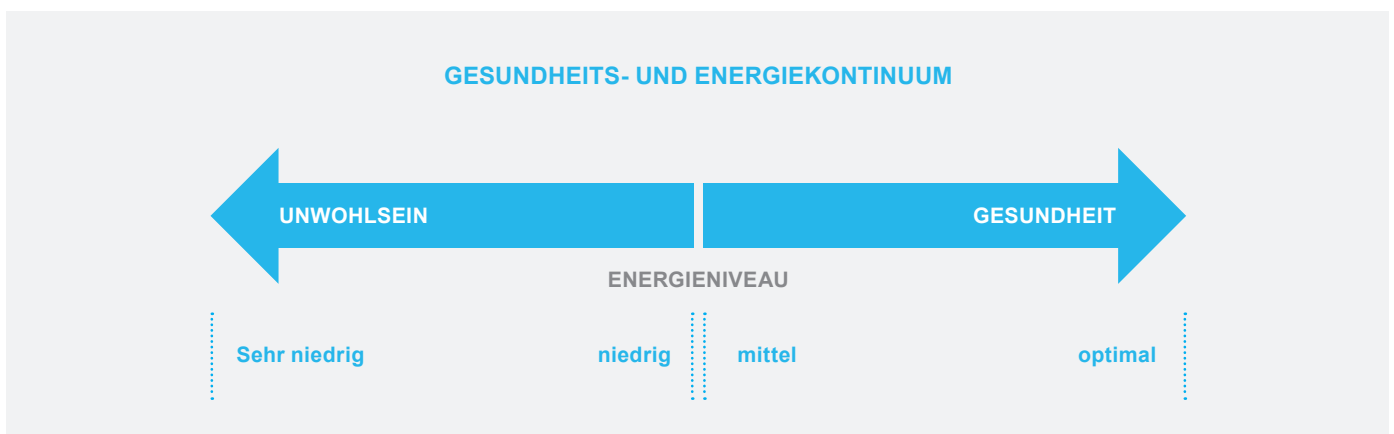 GESUNDHEITS- UND ENERGIEKONTINUUM
UNWOHLSEIN
GESUNDHEIT
ENERGIENIVEAU
Sehr niedrig
niedrig
mittel
optimal